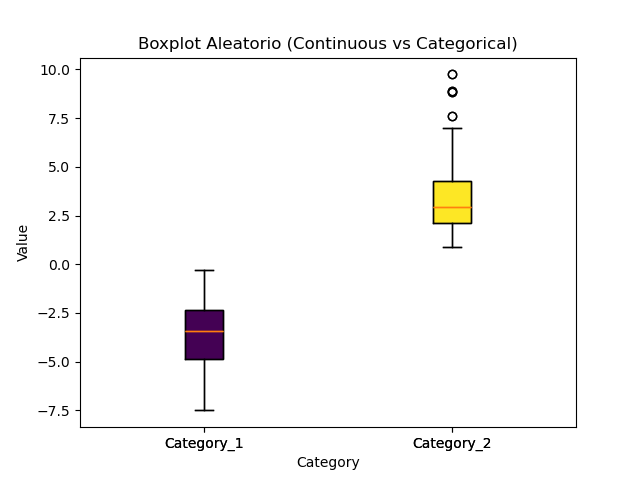 Boxplot Aleatorio (Continuous vs Categorical)
10.0
7.5
5.0
2.5
0.0
−2.5
−5.0
−7.5
Value
Category_1
Category_2
Category